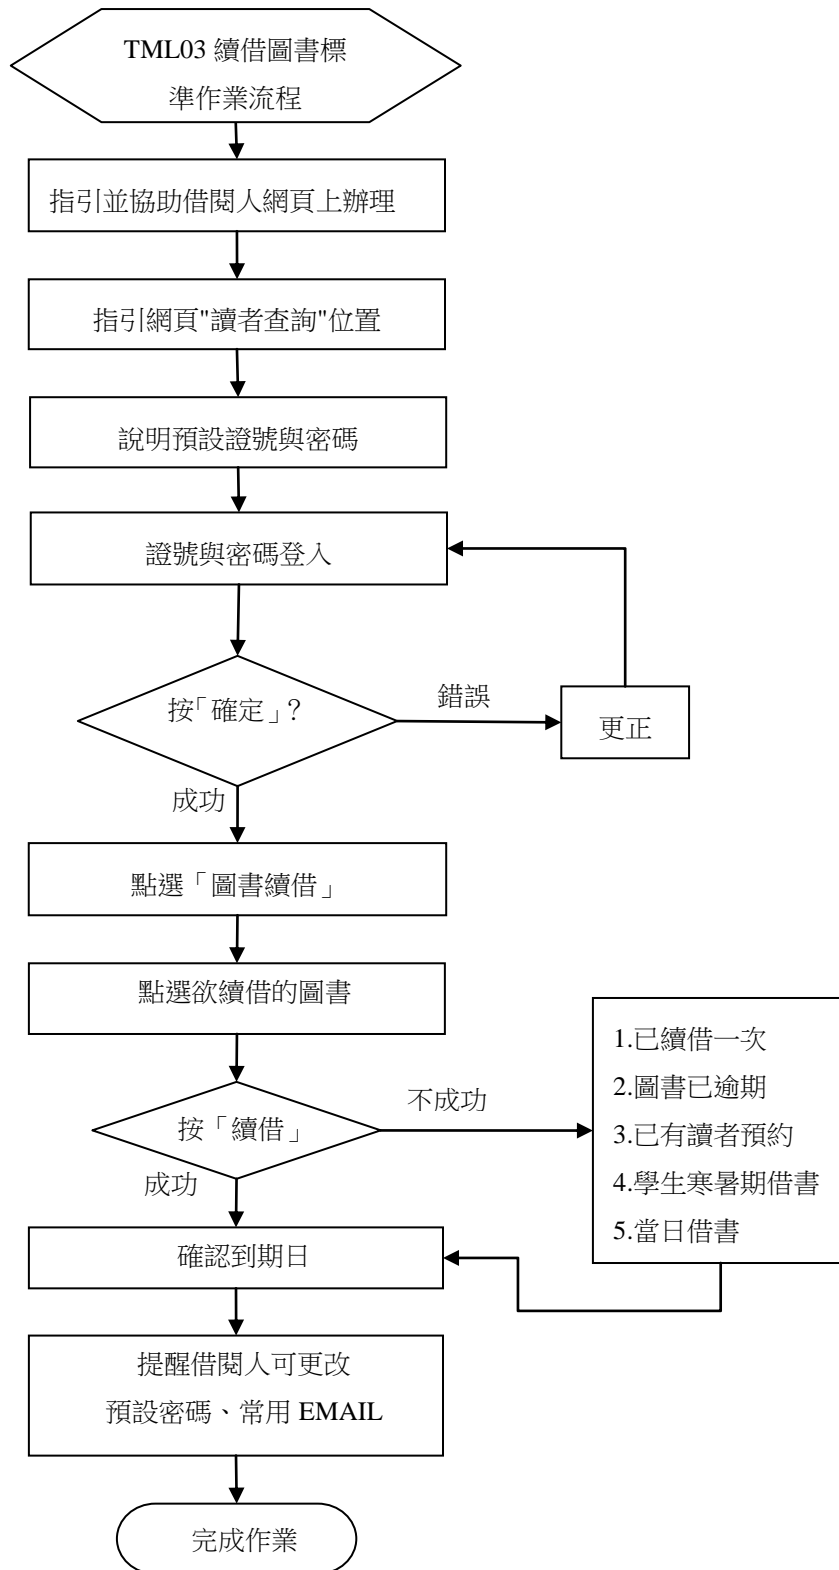 TML03 續借圖書標
準作業流程
指引並協助借閱人網頁上辦理
指引網頁"讀者查詢"位置
說明預設證號與密碼
證號與密碼登入
按「確定」?
錯誤
更正
成功
點選「圖書續借」
點選欲續借的圖書
按「續借」
不成功
1.已續借一次
2.圖書已逾期
3.已有讀者預約
4.學生寒暑期借書
5.當日借書
成功
確認到期日
提醒借閱人可更改
預設密碼、常用 EMAIL
完成作業